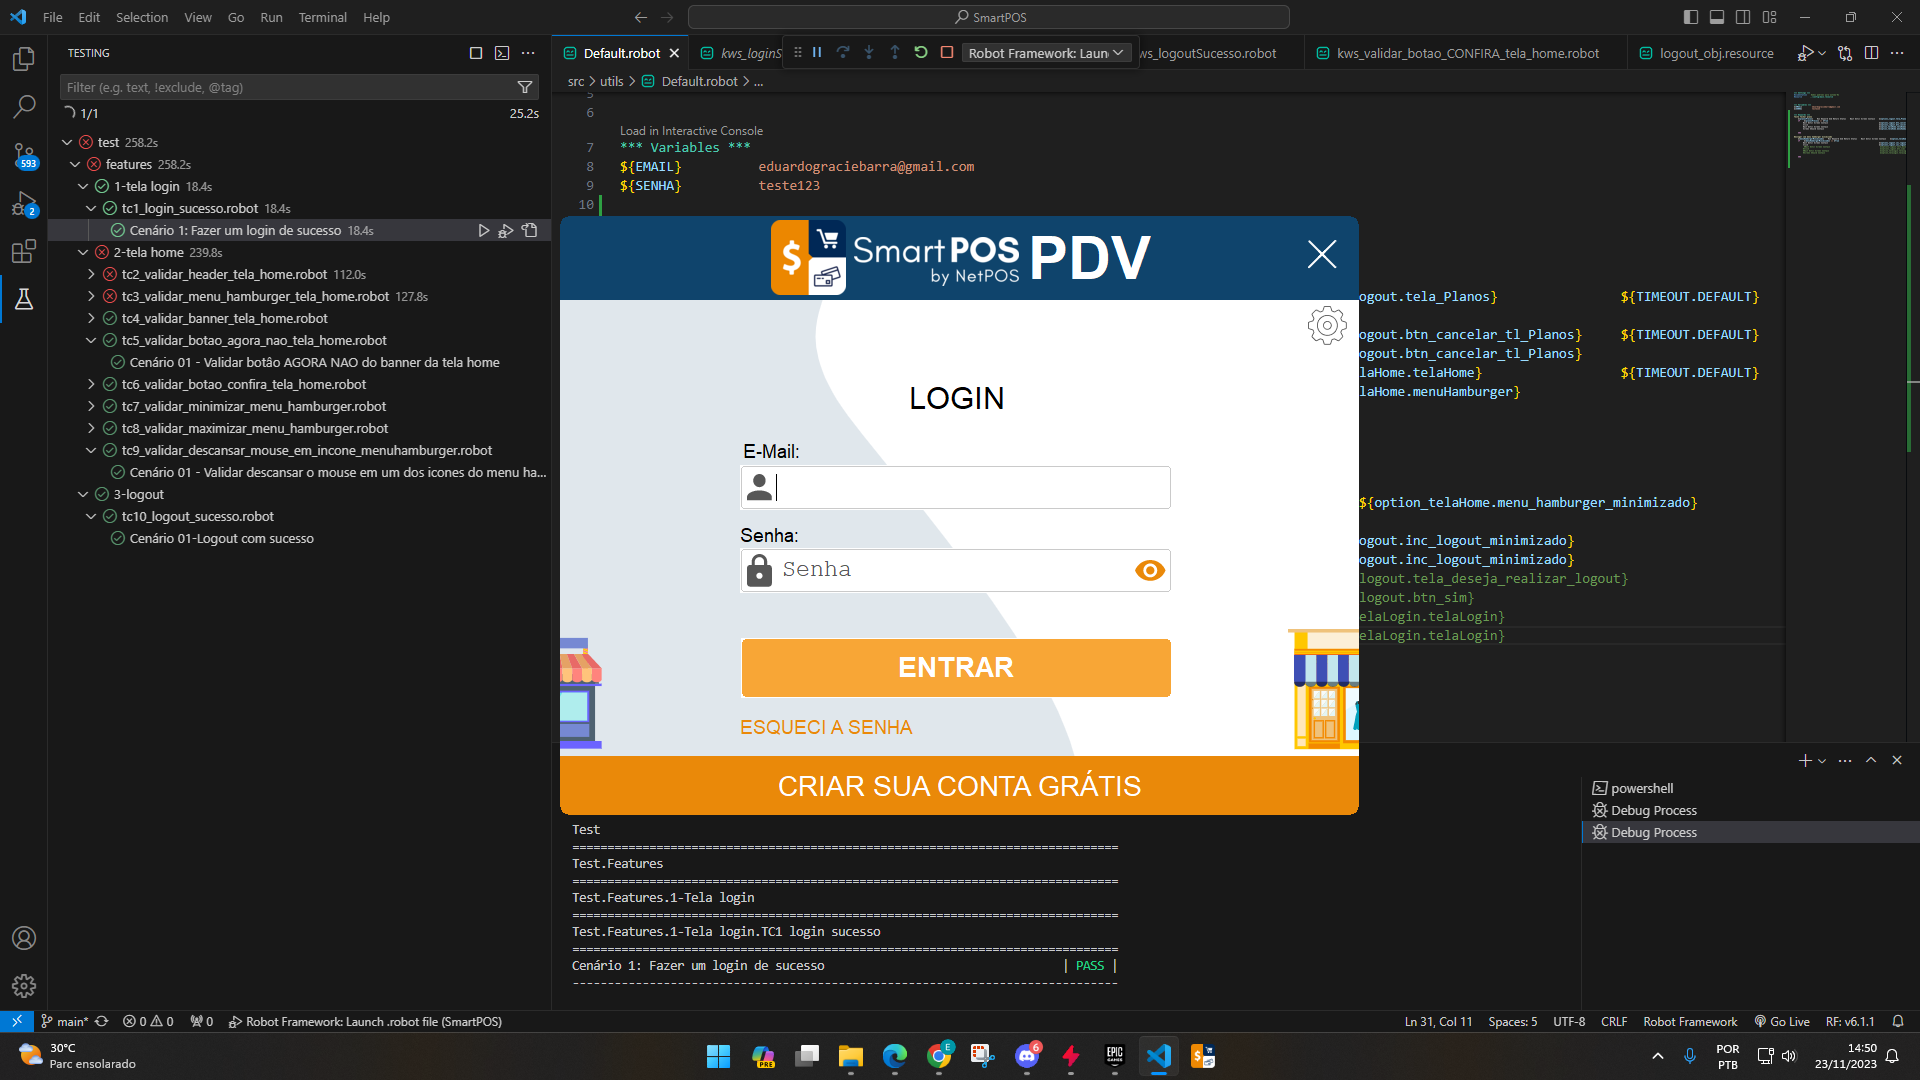 File Edit Selection View Go Run Terminal Help
SmartPOS
TESTING
Filter (e.g. text, !exclude, @tag)
1/1
25.2s
test 258.2s
features 258.2s
1-tela login 18.4s
tc1_login_sucesso.robot 18.4s
Cenário 1: Fazer um login de sucesso 18.4s
2-tela home 239.8s
tc2_validar_header_tela_home.robot 112.0s
tc3_validar_menu_hamburger_tela_home.robot 127.8s
tc4_validar_banner_tela_home.robot
tc5_validar_botao_agora_nao_tela_home.robot
Cenário 01 - Validar botão AGORA NAO do banner da tela home
tc6_validar_botao_confira_tela_home.robot
tc7_validar_minimizar_menu_hamburger.robot
tc8_validar_maximizar_menu_hamburger.robot
tc9_validar_descansar_mouse_em_incone_menuhamburger.robot
Cenário 01 - Validar descansar o mouse em um dos icones do menu ha...
3-logout
tc10_logout_sucesso.robot
Cenário 01-Logout com sucesso
593
2
Default.robot
kws_loginS
Robot Framework: Laun
ws_logoutSucesso.robot
kws_validar_botao_CONFIRA_tela_home.robot
logout_obj.resource
src > utils > Default.robot > ...
5
6
Load in Interactive Console
7 *** Variables ***
8 ${EMAIL} eduardograciebarra@gmail.com
9 ${SENHA} teste123
10
ogout.tela_Planos} ${TIMEOUT.DEFAULT}
ogout.btn_cancelar_tl_Planos} ${TIMEOUT.DEFAULT}
ogout.btn_cancelar_tl_Planos}
laHome.telaHome} ${TIMEOUT.DEFAULT}
laHome.menuHamburger}
${option_telaHome.menu_hamburger_minimizado}
ogout.inc_logout_minimizado}
ogout.inc_logout_minimizado}
logout.tela_deseja_realizar_logout}
logout.btn_sim}
elaLogin.telaLogin}
elaLogin.telaLogin}
$
SmartPOS PDV
by NetPOS
LOGIN
E-Mail:
Senha:
Senha
ENTRAR
ESQUECI A SENHA
CRIAR SUA CONTA GRÁTIS
powershell
Debug Process
Debug Process
Test
==============================================================================
Test.Features
==============================================================================
Test.Features.1-Tela login
==============================================================================
Test.Features.1-Tela login.TC1 login sucesso
==============================================================================
Cenário 1: Fazer um login de sucesso | PASS |
------------------------------------------------------------------------------
main* 0 0 0 Robot Framework: Launch .robot file (SmartPOS)
Ln 31, Col 11 Spaces: 5 UTF-8 CRLF Robot Framework Go Live RF: v6.1.1
30°C
Parc ensolarado
PRE
E
6
EPIC
GAMES
$
POR
PTB
14:50
23/11/2023